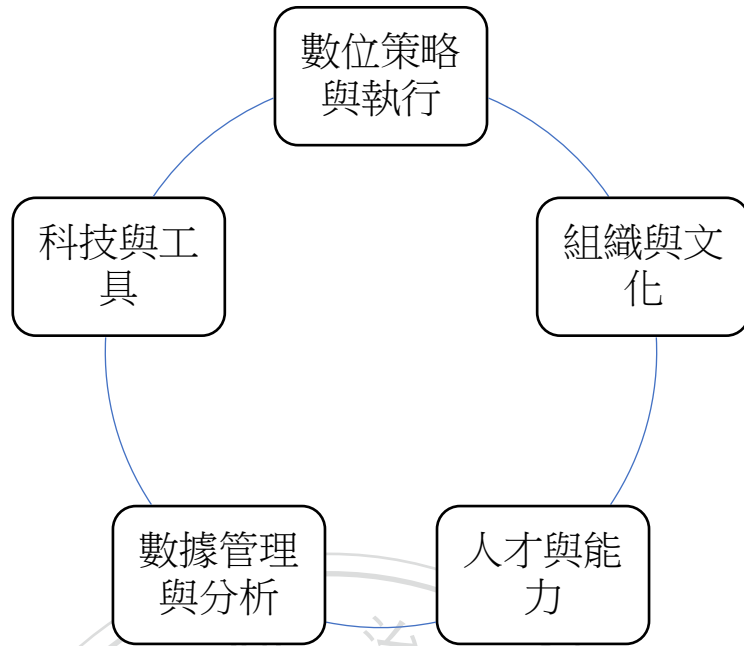 數位策略
與執行
科技與工
具
組織與文
化
數據管理
與分析
人才與能
力
治